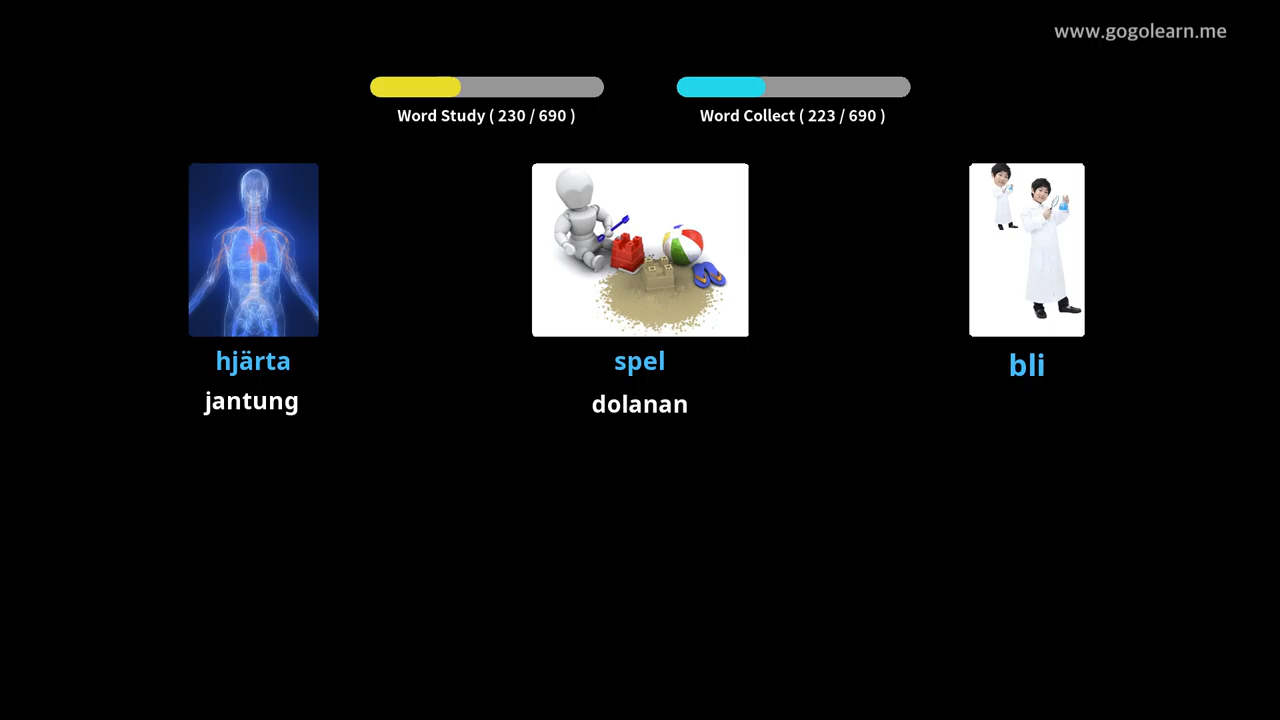 www.gogolearn.me
Word Study ( 230 / 690 )
Word Collect ( 223 / 690 )
hjärta
jantung
spel
dolanan
bli